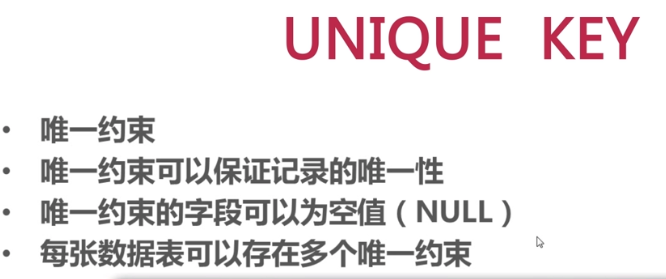 UNIQUE KEY
• 唯一约束
• 唯一约束可以保证记录的唯一性
• 唯一约束的字段可以为空值（NULL）
• 每张数据表可以存在多个唯一约束